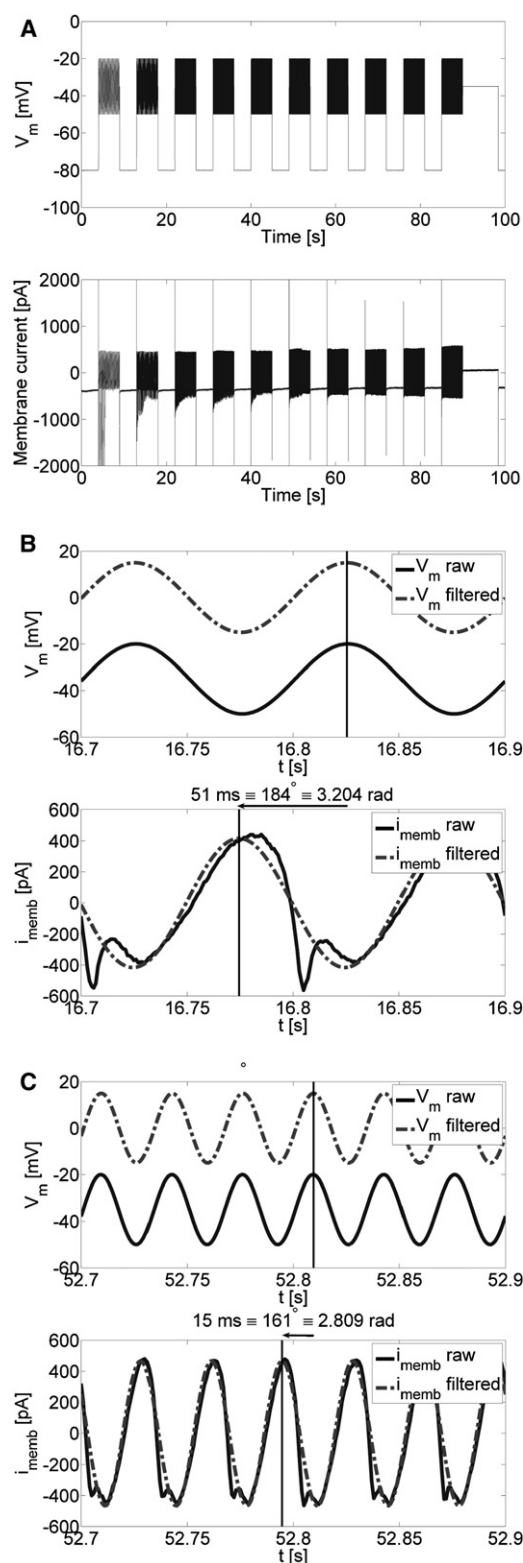 A
0
-20
-40
-60
-80
-100
V_m [mV]
0 20 40 60 80 100
Time [s]
2000
1000
0
-1000
-2000
Membrane current [pA]
0 20 40 60 80 100
Time [s]
B
20
0
-20
-40
-60
V_m [mV]
V_m raw
V_m filtered
16.7 16.75 16.8 16.85 16.9
t [s]
51 ms ≡ 184° ≡ 3.204 rad
600
400
200
0
-200
-400
-600
i_memb [pA]
i_memb raw
i_memb filtered
16.7 16.75 16.8 16.85 16.9
t [s]
°
C
20
0
-20
-40
-60
V_m [mV]
V_m raw
V_m filtered
52.7 52.75 52.8 52.85 52.9
t [s]
15 ms ≡ 161° ≡ 2.809 rad
600
400
200
0
-200
-400
-600
i_memb [pA]
i_memb raw
i_memb filtered
52.7 52.75 52.8 52.85 52.9
t [s]